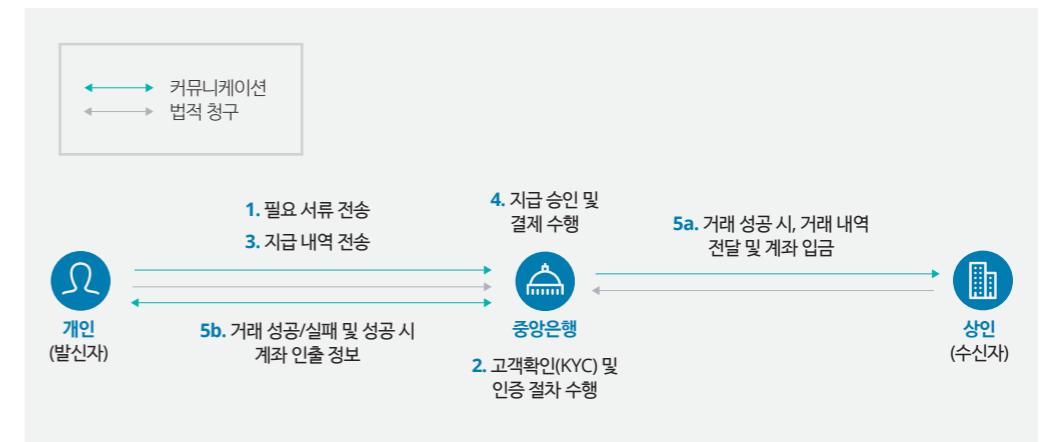 커뮤니케이션
법적 청구
1. 필요 서류 전송
3. 지급 내역 전송
4. 지급 승인 및
결제 수행
5a. 거래 성공 시, 거래 내역
전달 및 계좌 입금
개인
(발신자)
5b. 거래 성공/실패 및 성공 시
계좌 인출 정보
중앙은행
2. 고객확인(KYC) 및
인증 절차 수행
상인
(수신자)